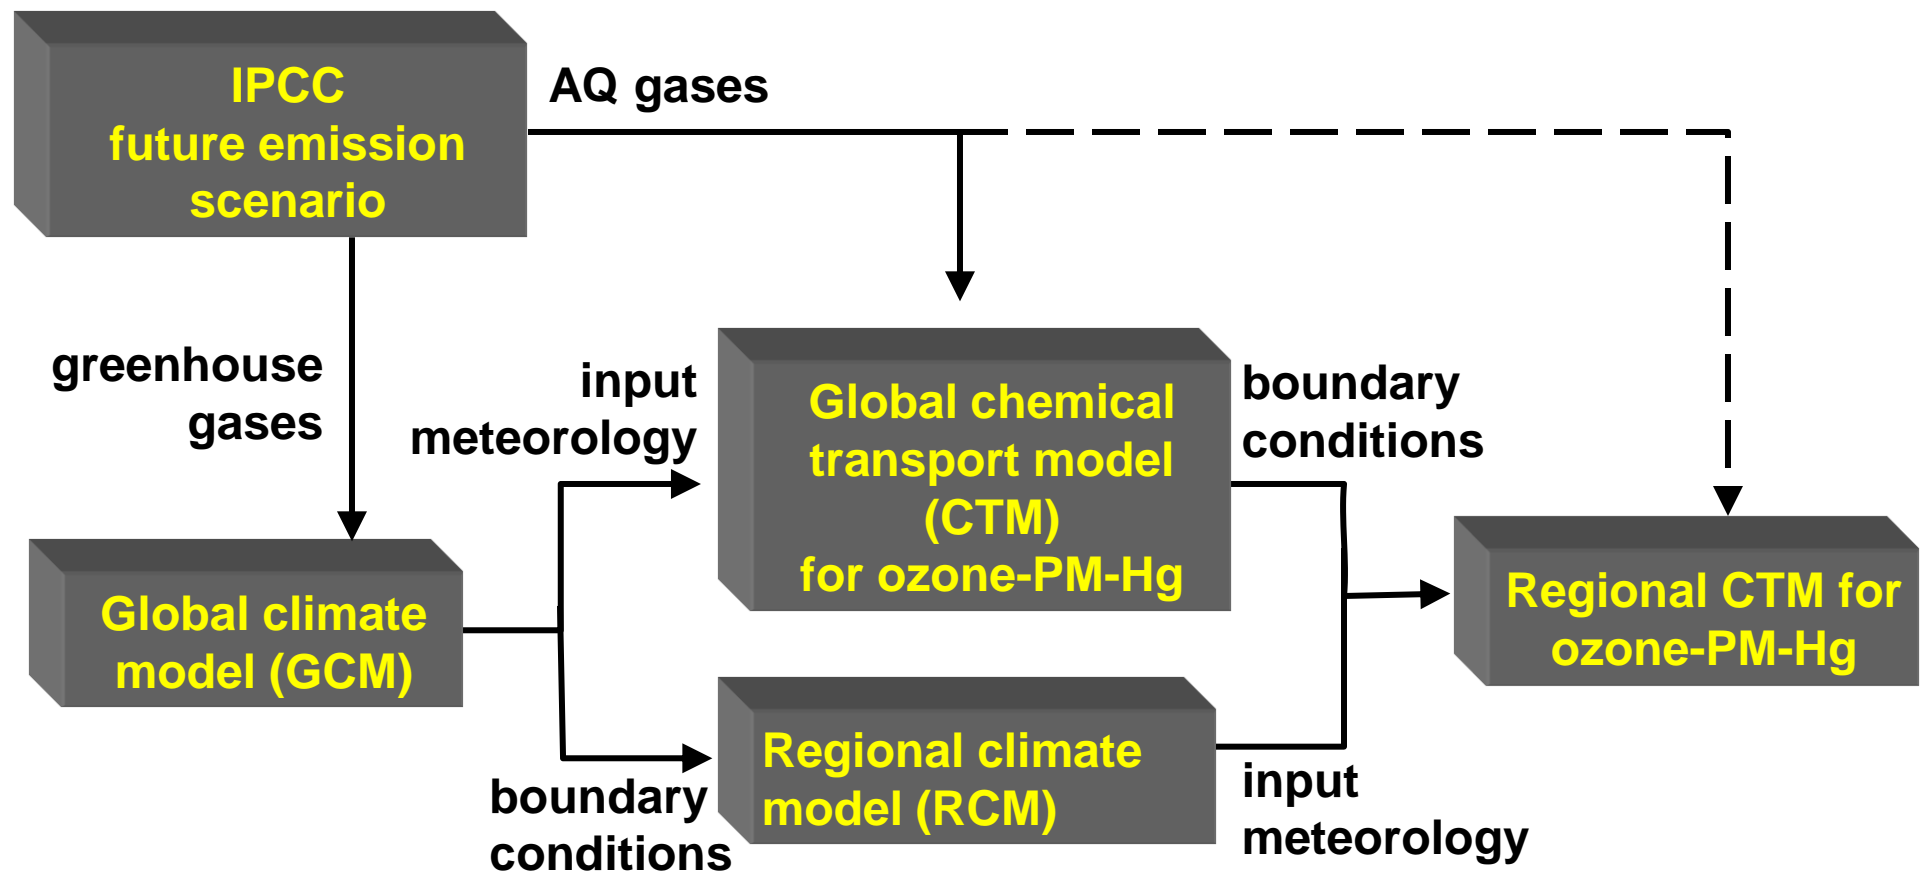 IPCC
future emission
scenario
AQ gases
greenhouse
gases
input
meteorology
Global chemical
transport model
(CTM)
for ozone-PM-Hg
boundary
conditions
Global climate
model (GCM)
Regional CTM for
ozone-PM-Hg
boundary
conditions
Regional climate
model (RCM)
input
meteorology